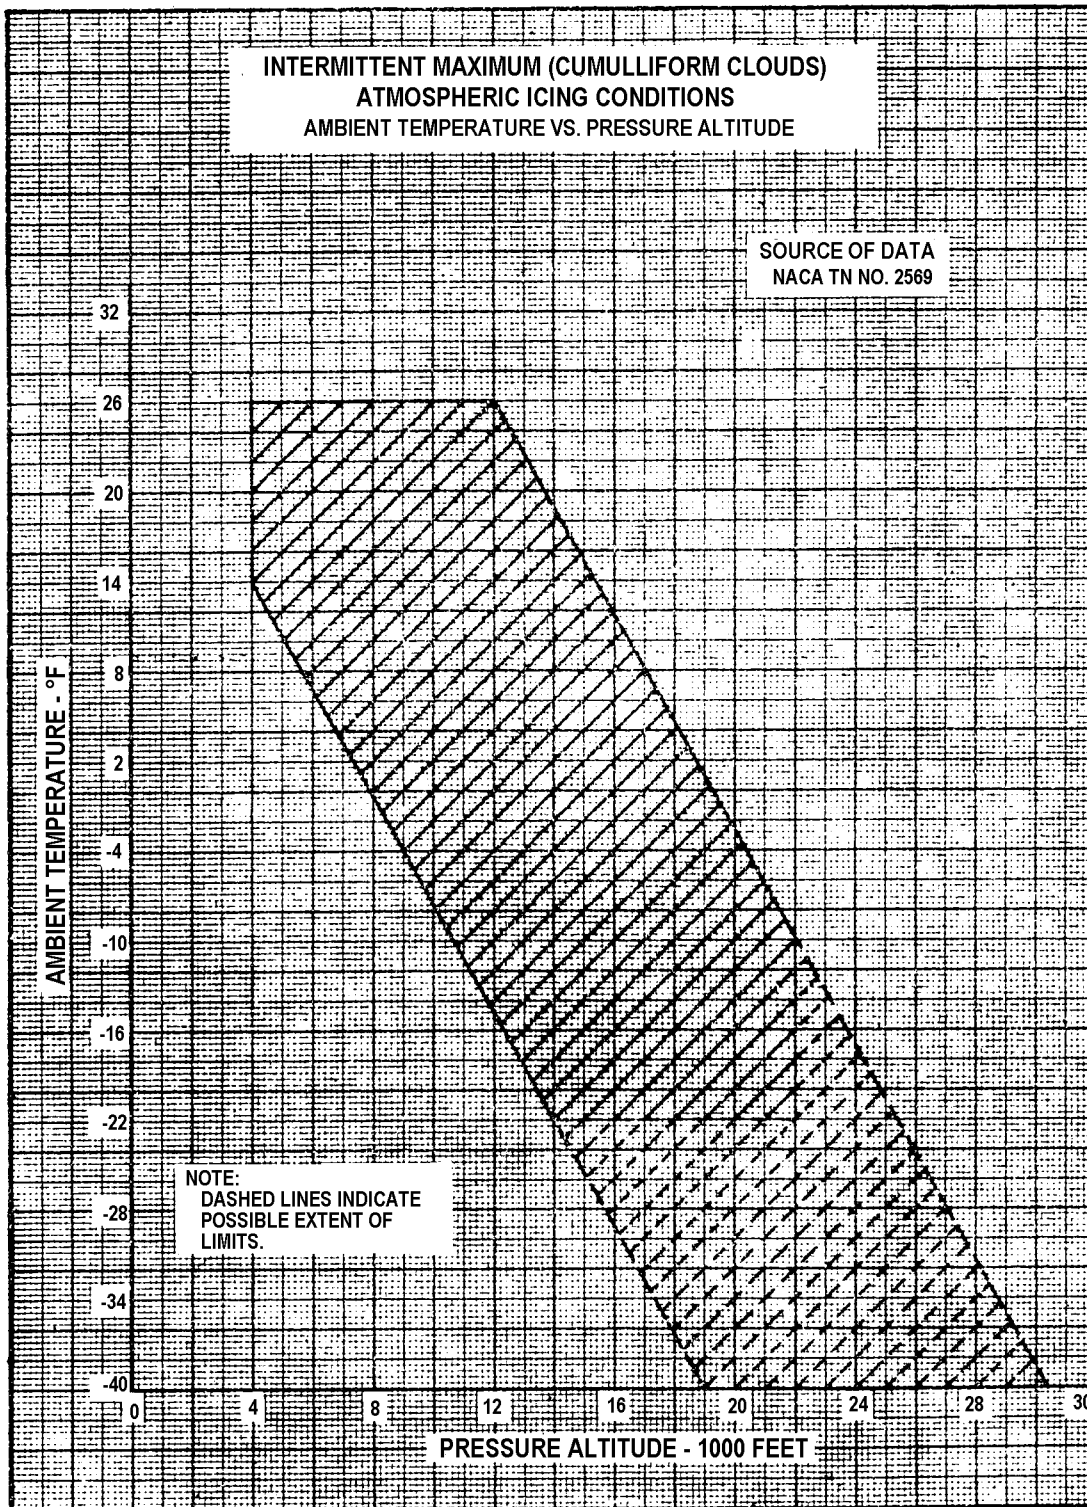 INTERMITTENT MAXIMUM (CUMULLIFORM CLOUDS)
ATMOSPHERIC ICING CONDITIONS
AMBIENT TEMPERATURE VS. PRESSURE ALTITUDE
SOURCE OF DATA
NACA TN NO. 2569
32
26
20
14
8
2
-4
-10
-16
-22
-28
-34
-40
AMBIENT TEMPERATURE - °F
NOTE:
DASHED LINES INDICATE
POSSIBLE EXTENT OF
LIMITS.
0 4 8 12 16 20 24 28 30
PRESSURE ALTITUDE - 1000 FEET